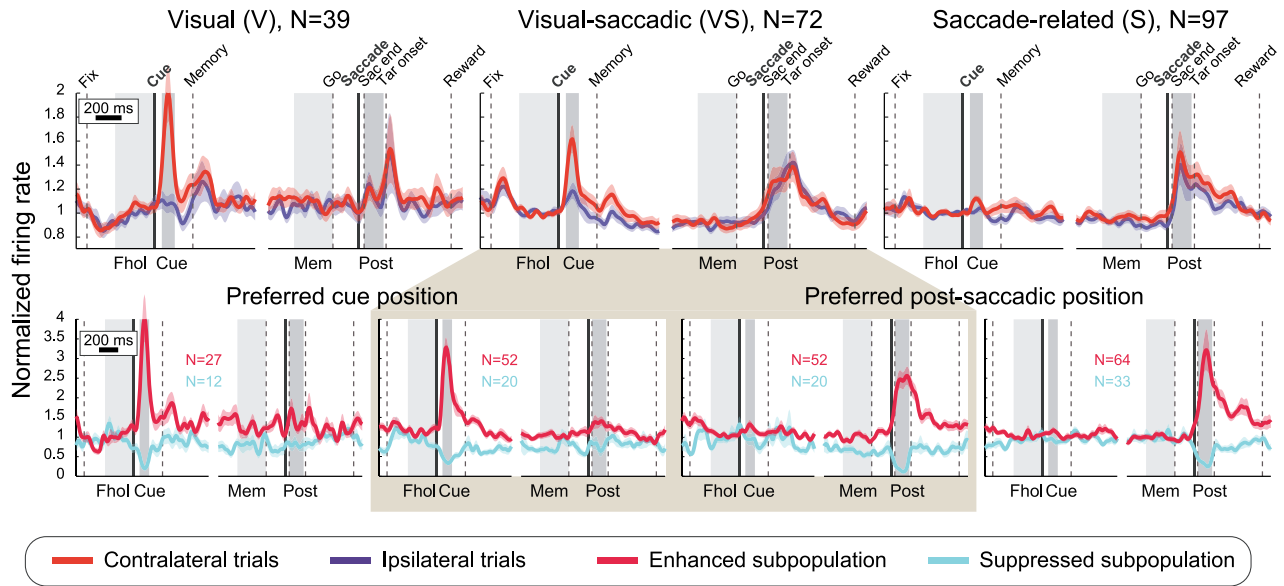 Visual (V), N=39
Visual-saccadic (VS), N=72
Saccade-related (S), N=97
Fix Cue Memory Go Saccade Sac end Tar onset Reward
Fix Cue Memory Go Saccade Sac end Tar onset Reward
Fix Cue Memory Go Saccade Sac end Tar onset Reward
Normalized firing rate
200 ms
2
1.8
1.6
1.4
1.2
1
0.8
Fhol Cue Mem Post
Fhol Cue Mem Post
Fhol Cue Mem Post
Preferred cue position
Preferred post-saccadic position
200 ms
4
3.5
3
2.5
2
1.5
1
0.5
0
N=27
N=12
N=52
N=20
N=52
N=20
N=64
N=33
Fhol Cue Mem Post
Fhol Cue Mem Post
Fhol Cue Mem Post
Fhol Cue Mem Post
Contralateral trials
Ipsilateral trials
Enhanced subpopulation
Suppressed subpopulation